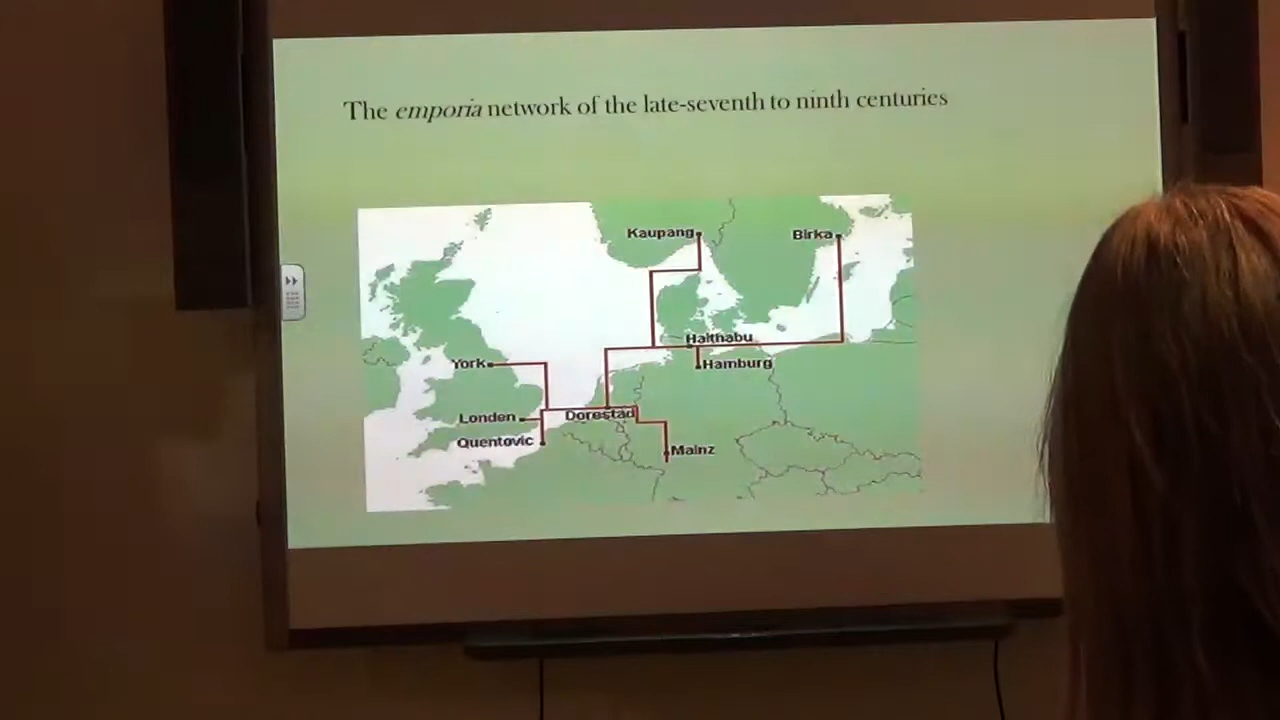 The emporia network of the late-seventh to ninth centuries
Kaupang
Birka
Haithabu
York
Hamburg
Londen
Dorestad
Quentovic
Mainz